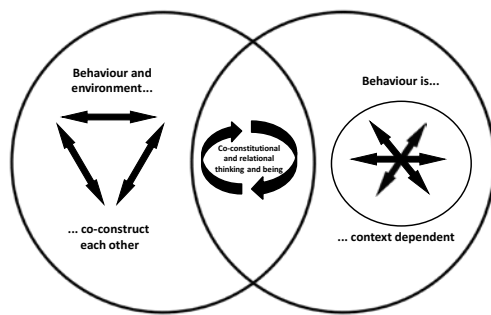 Behaviour and
environment...
... co-construct
each other
Co-constitutional
and relational
thinking and being
Behaviour is...
... context dependent